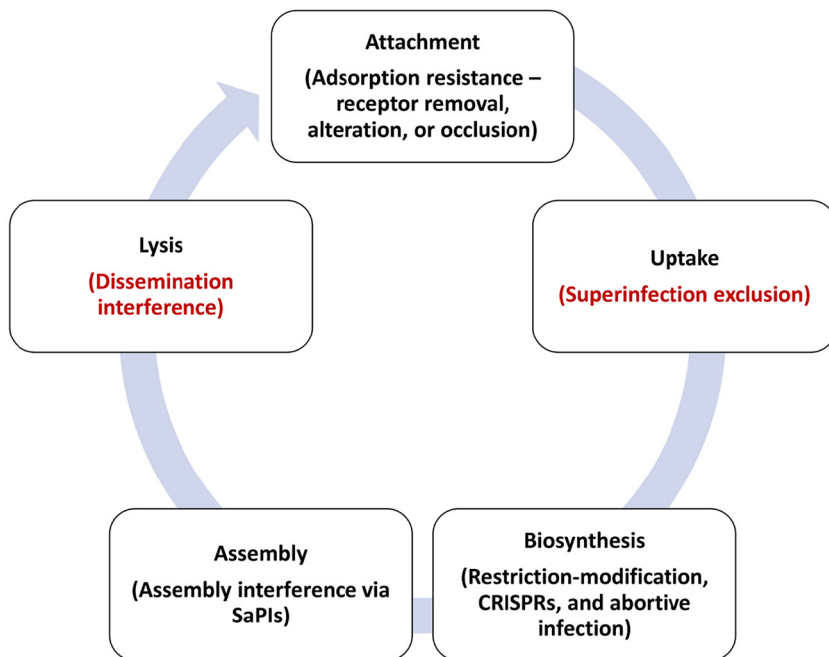 Attachment
(Adsorption resistance –
receptor removal,
alteration, or occlusion)
Uptake
(Superinfection exclusion)
Biosynthesis
(Restriction-modification,
CRISPRs, and abortive
infection)
Assembly
(Assembly interference via
SaPIs)
Lysis
(Dissemination
interference)